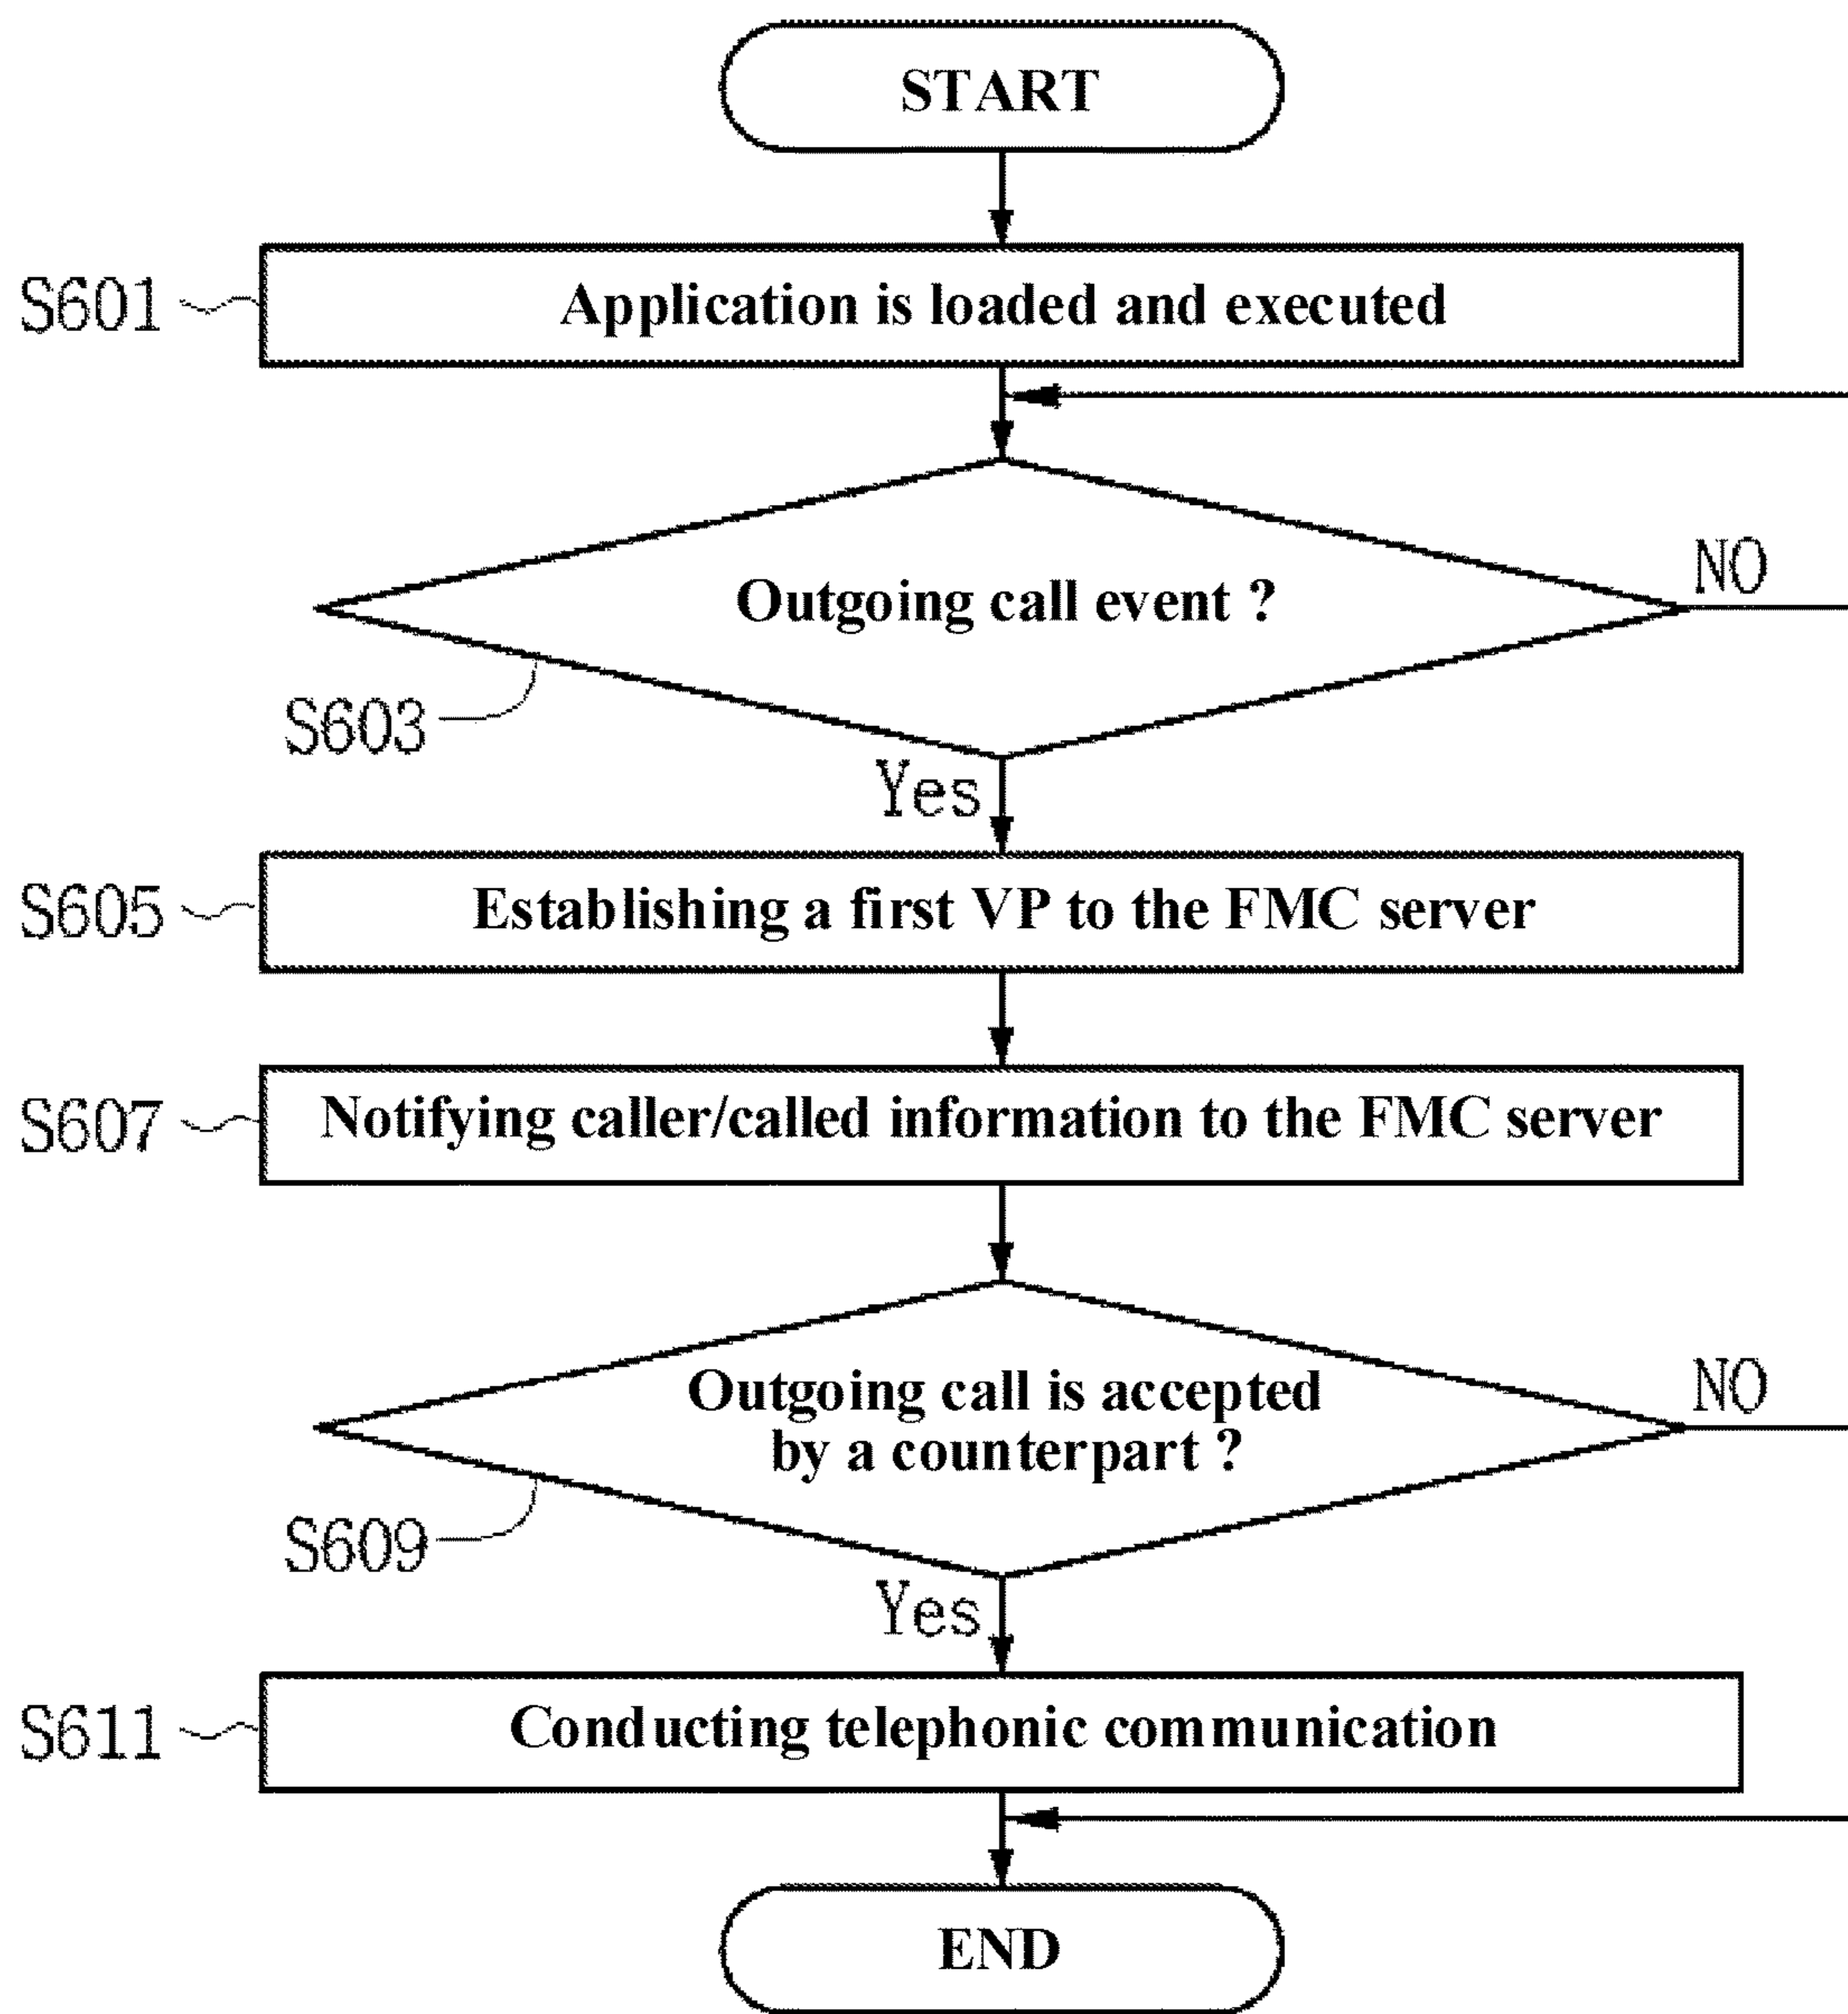 START
S601
Application is loaded and executed
Outgoing call event ?
NO
S603
Yes
S605
Establishing a first VP to the FMC server
S607
Notifying caller/called information to the FMC server
Outgoing call is accepted
by a counterpart ?
NO
S609
Yes
S611
Conducting telephonic communication
END